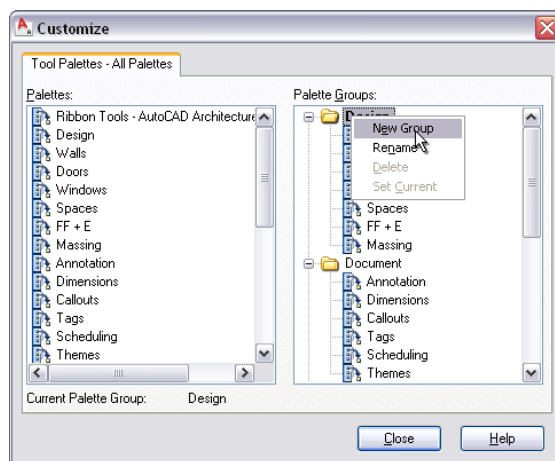 Customize
Tool Palettes - All Palettes
Palettes:
Ribbon Tools - AutoCAD Architecture
Design
Walls
Doors
Windows
Spaces
FF + E
Massing
Annotation
Dimensions
Callouts
Tags
Scheduling
Themes
Current Palette Group: Design
Palette Groups:
New Group
Rename
Delete
Set Current
Spaces
FF + E
Massing
Document
Annotation
Dimensions
Callouts
Tags
Scheduling
Themes
Close
Help